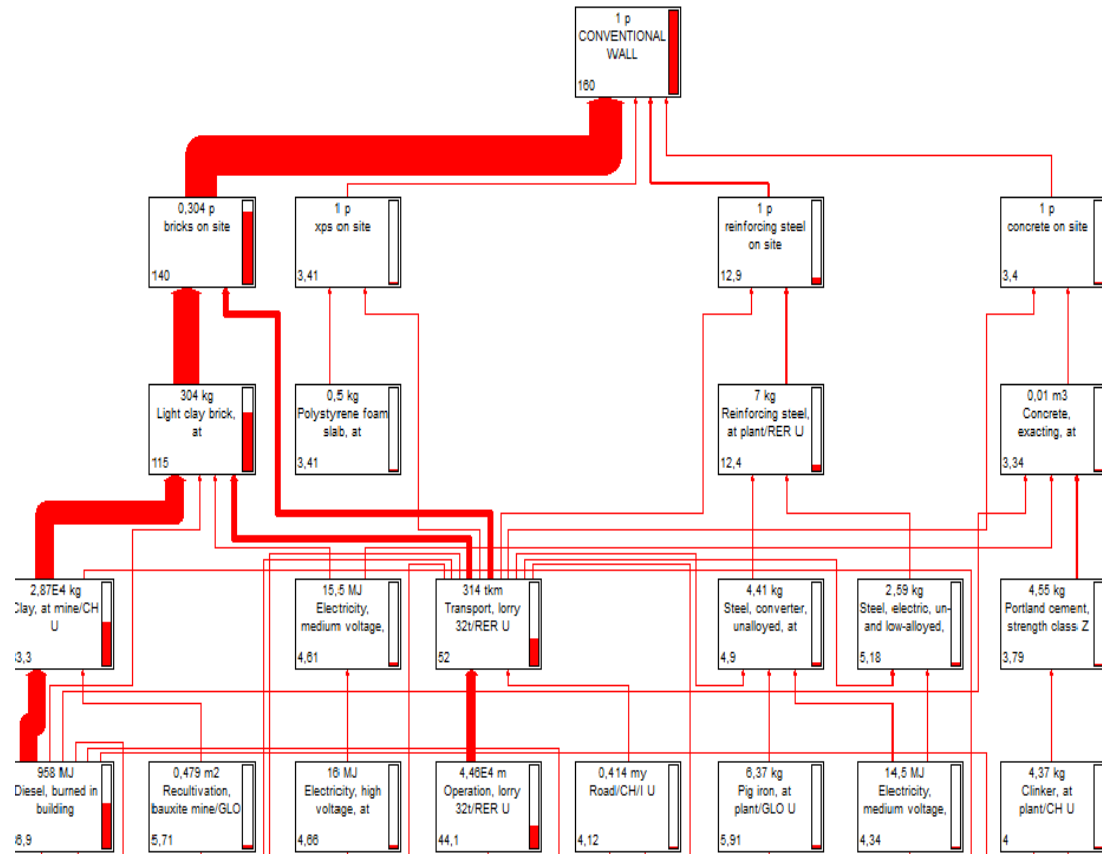 1 p
CONVENTIONAL
WALL
160
0,304 p
bricks on site
140
1 p
xps on site
3,41
1 p
reinforcing steel
on site
12,9
1 p
concrete on site
3,4
304 kg
Light clay brick,
at
115
0,5 kg
Polystyrene foam
slab, at
3,41
7 kg
Reinforcing steel,
at plant/RER U
12,4
0,01 m3
Concrete,
exacting, at
3,34
2,87E4 kg
Clay, at mine/CH
U
3,3
15,5 MJ
Electricity,
medium voltage,
4,61
314 tkm
Transport, lorry
32t/RER U
52
4,41 kg
Steel, converter,
unalloyed, at
4,9
2,59 kg
Steel, electric, un-
and low-alloyed,
5,18
4,55 kg
Portland cement,
strength class Z
3,79
958 MJ
Diesel, burned in
building
6,9
0,479 m2
Recultivation,
bauxite mine/GLO
5,71
16 MJ
Electricity, high
voltage, at
4,66
4,46E4 m
Operation, lorry
32t/RER U
44,1
0,414 my
Road/CH/I U
4,12
6,37 kg
Pig iron, at
plant/GLO U
5,91
14,5 MJ
Electricity,
medium voltage,
4,34
4,37 kg
Clinker, at
plant/CH U
4